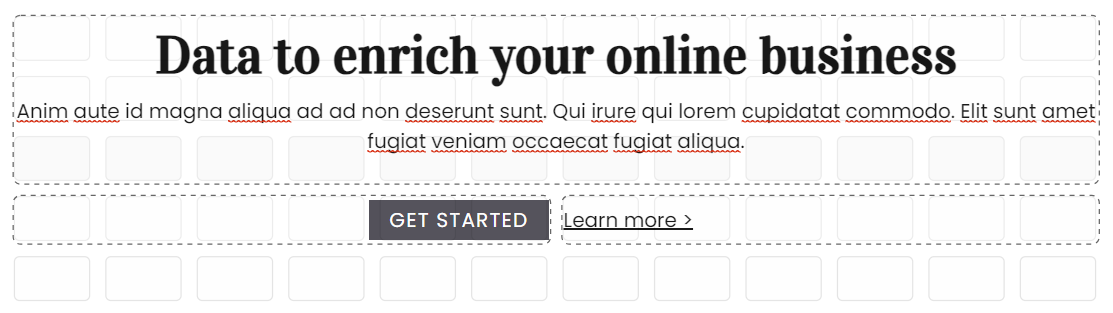 Data to enrich your online business
Anim aute id magna aliqua ad ad non deserunt sunt. Qui irure qui lorem cupidatat commodo. Elit sunt amet
fugiat veniam occaecat fugiat aliqua.
GET STARTED
Learn more >